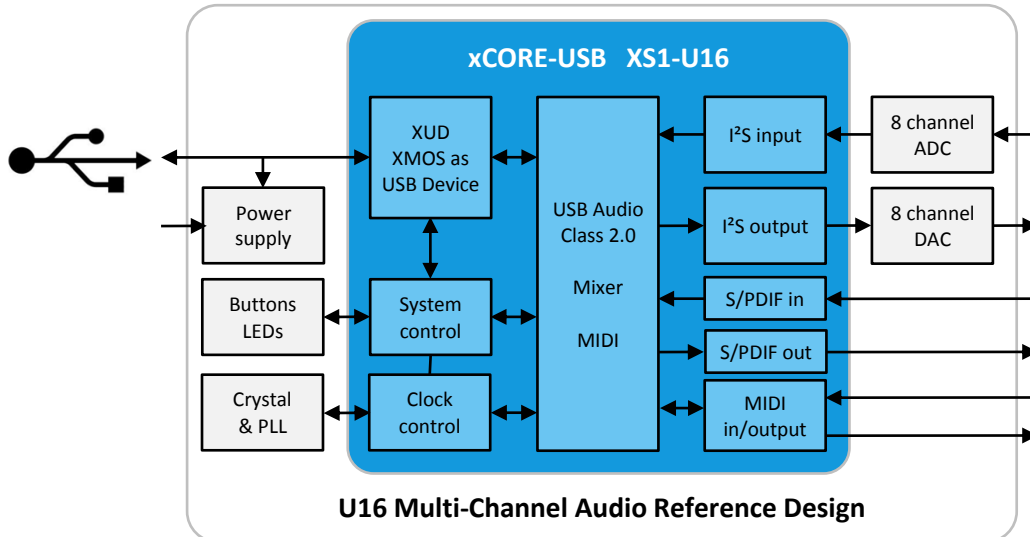 xCORE-USB XS1-U16
XUD
XMOS as
USB Device
Power
supply
Buttons
LEDs
System
control
Crystal
& PLL
Clock
control
USB Audio
Class 2.0
Mixer
MIDI
I²S input
8 channel
ADC
I²S output
8 channel
DAC
S/PDIF in
S/PDIF out
MIDI
in/output
U16 Multi-Channel Audio Reference Design